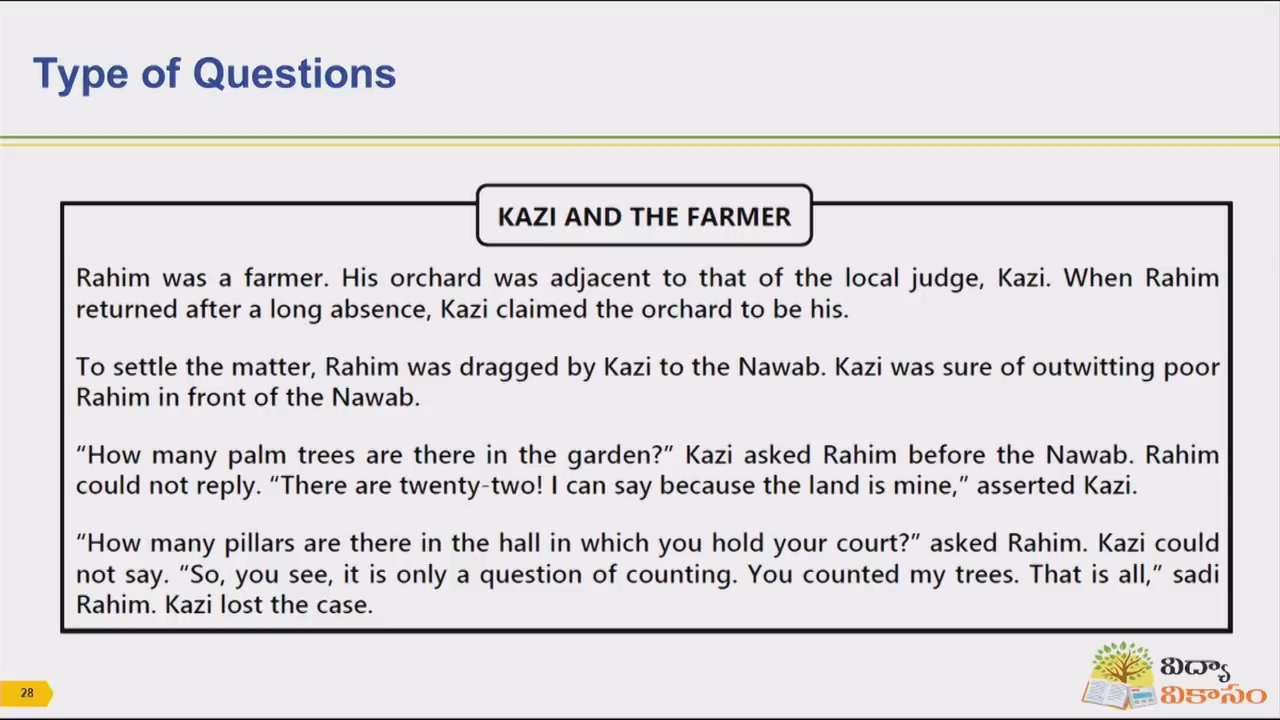 Type of Questions
KAZI AND THE FARMER
Rahim was a farmer. His orchard was adjacent to that of the local judge, Kazi. When Rahim
returned after a long absence, Kazi claimed the orchard to be his.
To settle the matter, Rahim was dragged by Kazi to the Nawab. Kazi was sure of outwitting poor
Rahim in front of the Nawab.
“How many palm trees are there in the garden?” Kazi asked Rahim before the Nawab. Rahim
could not reply. “There are twenty-two! I can say because the land is mine,” asserted Kazi.
“How many pillars are there in the hall in which you hold your court?” asked Rahim. Kazi could
not say. “So, you see, it is only a question of counting. You counted my trees. That is all,” sadi
Rahim. Kazi lost the case.
28
విద్యా
వికాసం